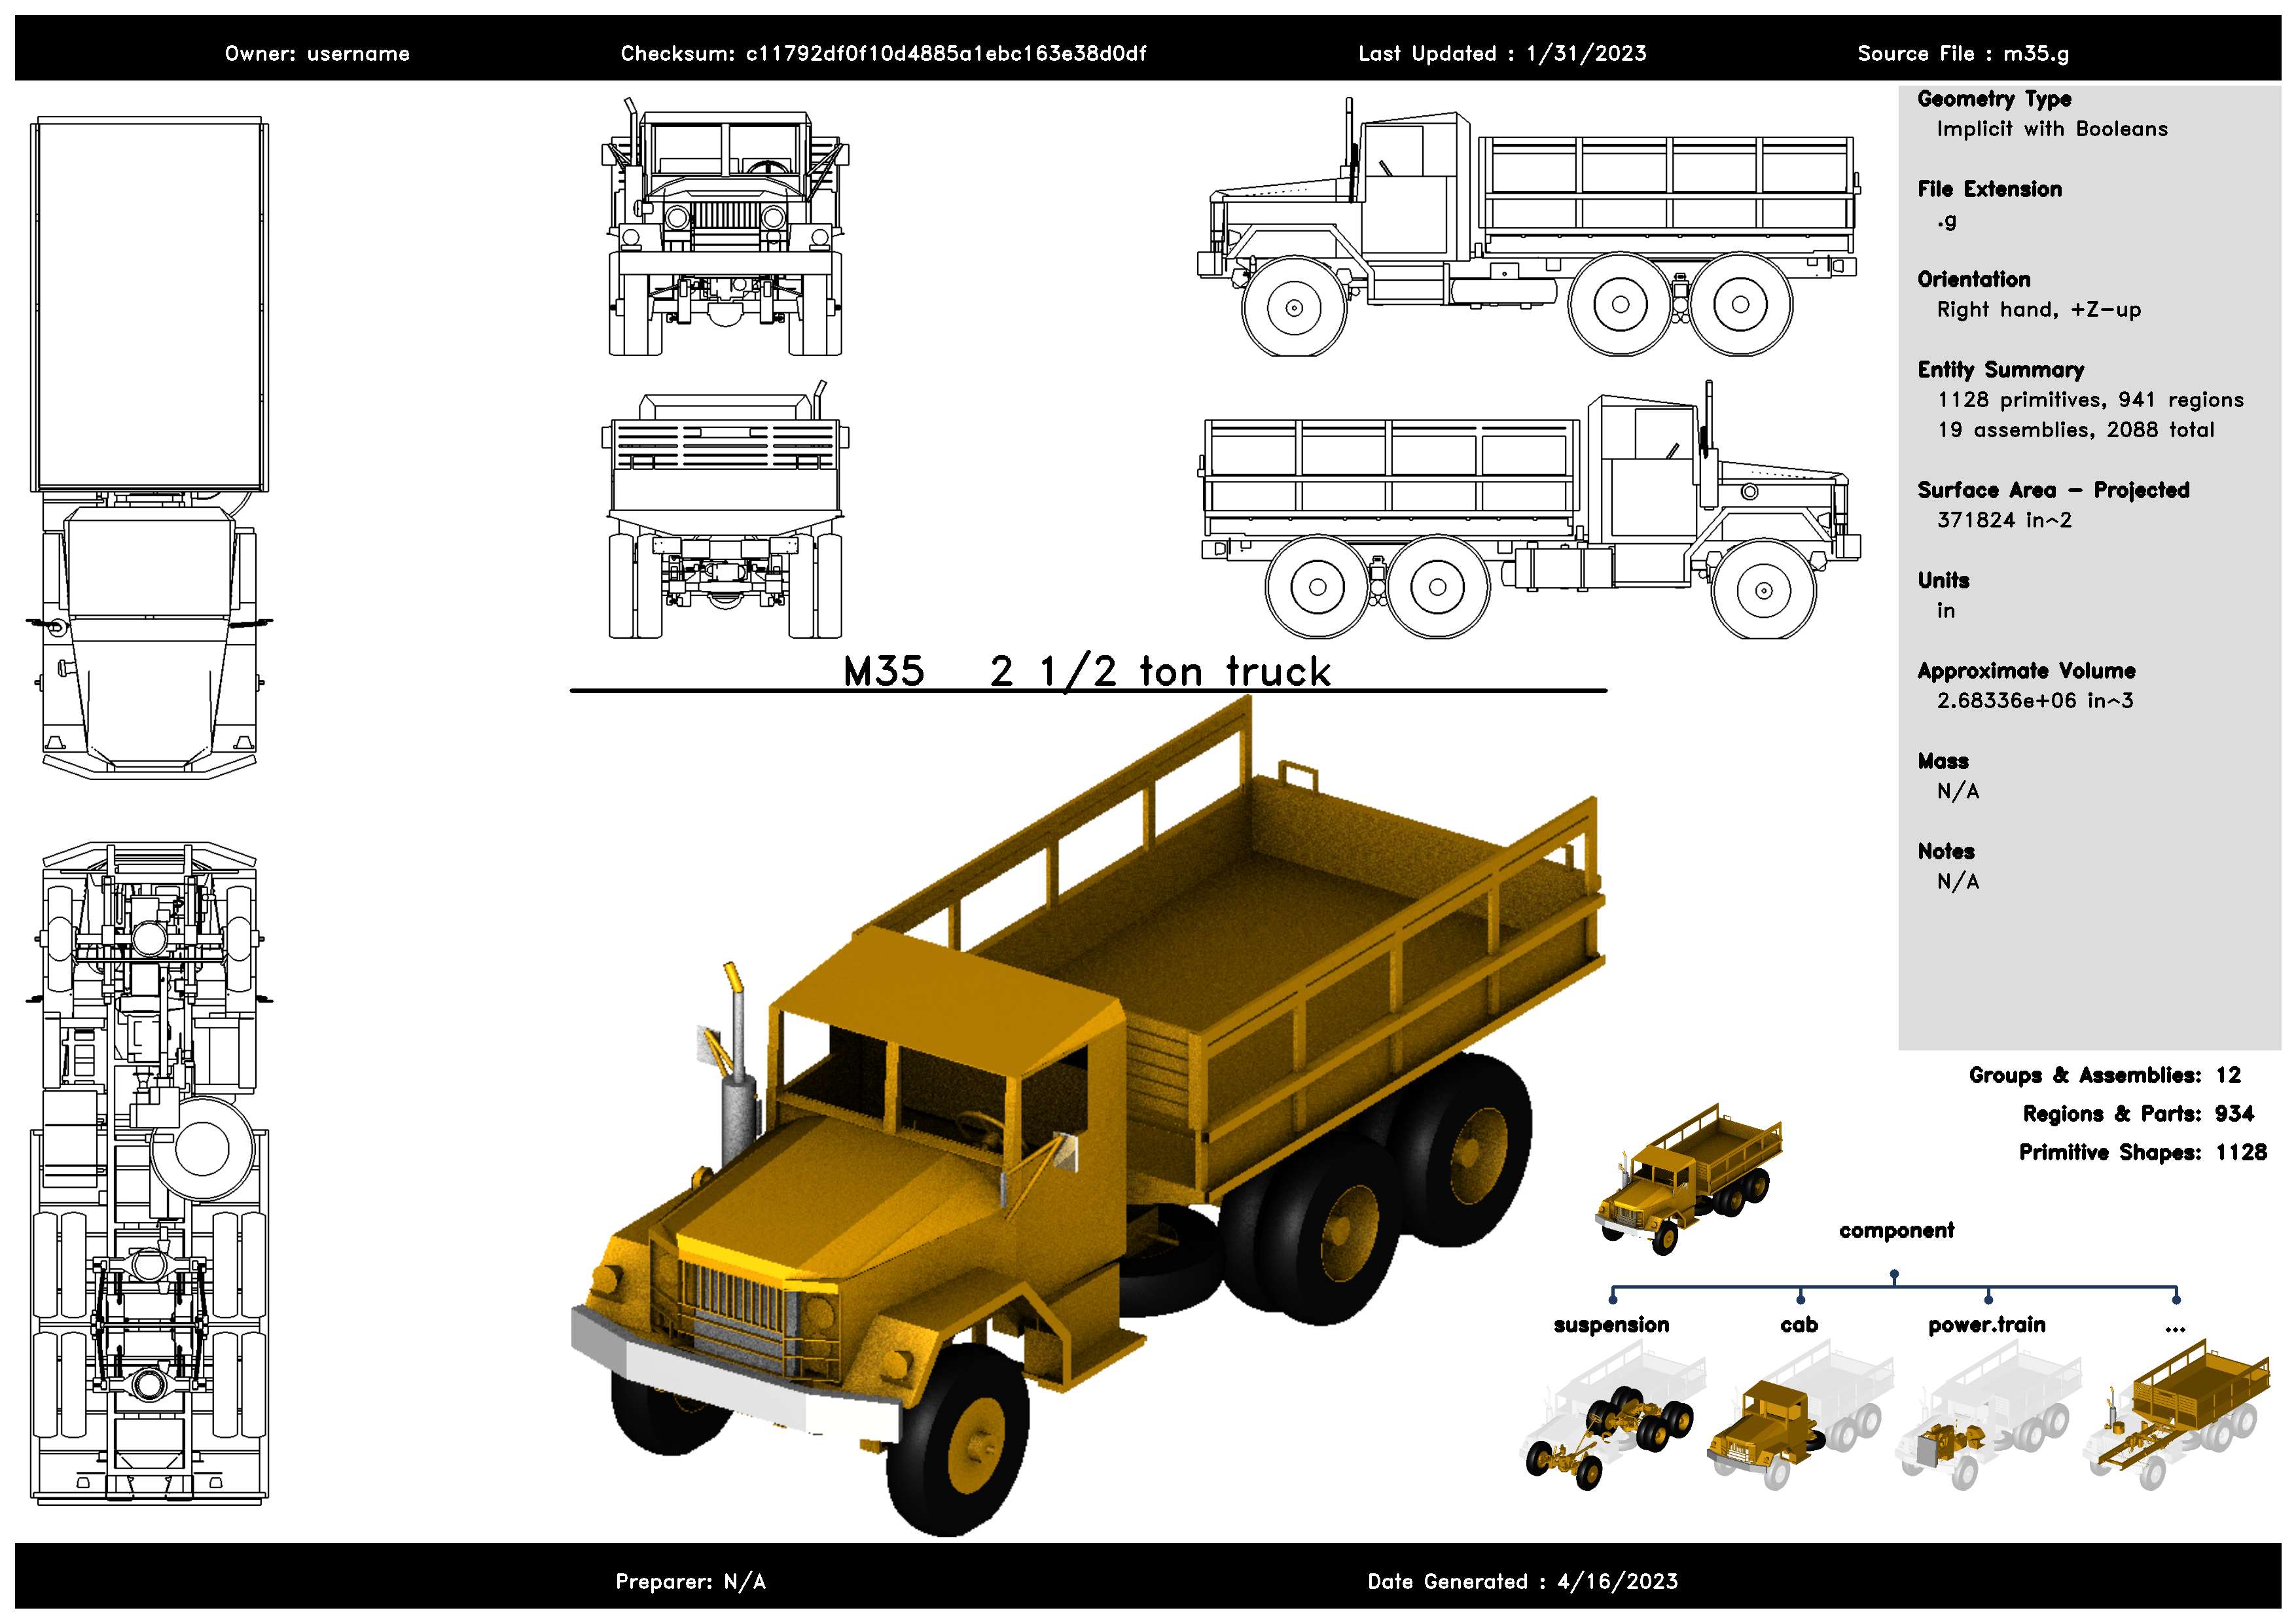 Owner: username
Checksum: c11792df0f10d4885a1ebc163e38d0df
Last Updated : 1/31/2023
Source File : m35.g
Geometry Type
Implicit with Booleans
File Extension
.g
Orientation
Right hand, +Z-up
Entity Summary
1128 primitives, 941 regions
19 assemblies, 2088 total
Surface Area - Projected
371824 in^2
Units
in
Approximate Volume
2.68336e+06 in^3
Mass
N/A
Notes
N/A
M35 2 1/2 ton truck
Groups & Assemblies: 12
Regions & Parts: 934
Primitive Shapes: 1128
component
suspension
cab
power.train
...
Preparer: N/A
Date Generated : 4/16/2023